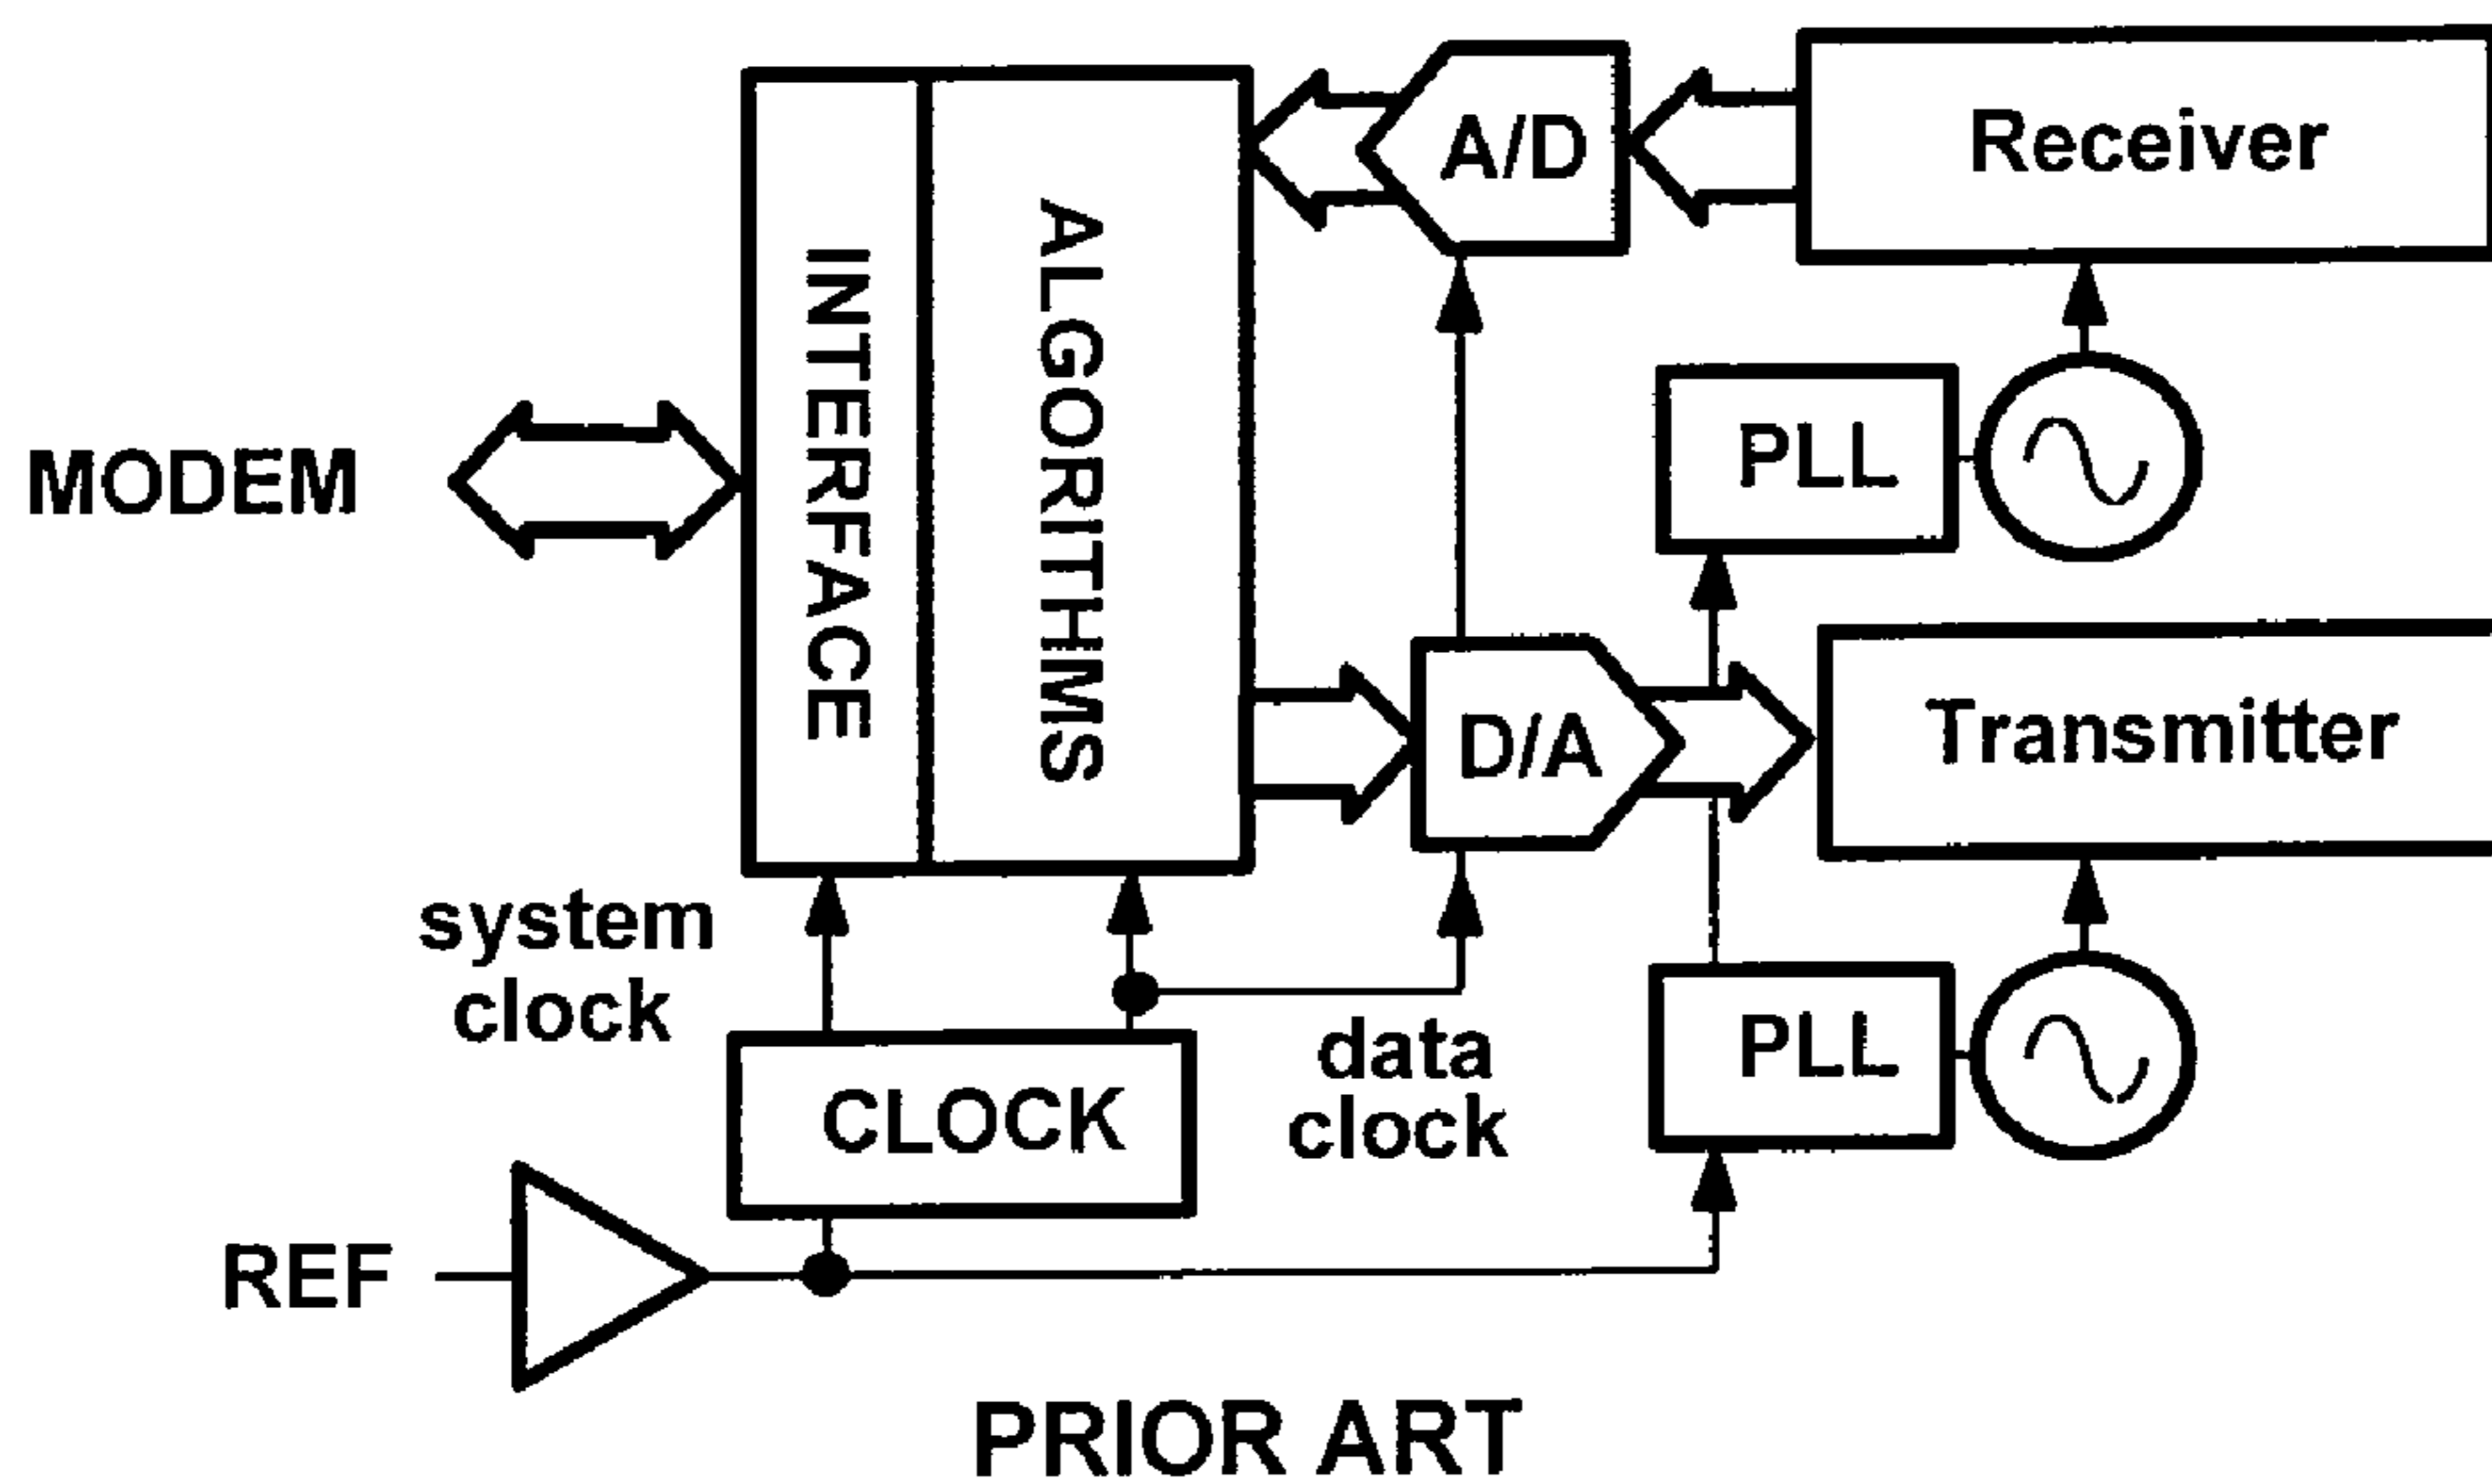 A/D
Receiver
INTERFACE
ALGORITHMS
MODEM
PLL
D/A
Transmitter
system
clock
data
clock
PLL
CLOCK
REF
PRIOR ART